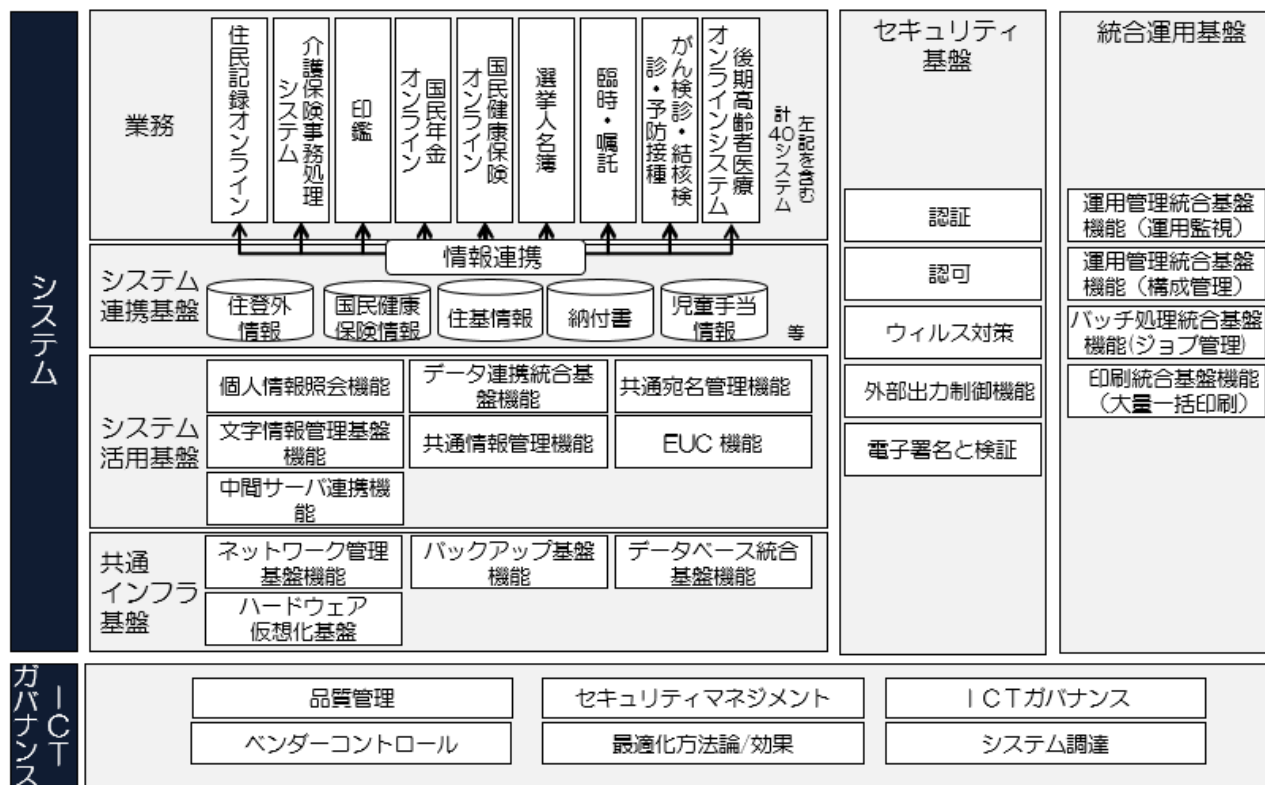 システム
業務
住民記録オンライン
介護保険事務処理
システム
印鑑
国民年金
オンライン
国民健康保険
オンライン
選挙人名簿
臨時・嘱託
がん検診・結核検
診・予防接種
後期高齢者医療
オンラインシステム
左記を含む
計40システム
情報連携
システム
連携基盤
住登外
情報
国民健康
保険情報
住基情報
納付書
児童手当
情報
等
システム
活用基盤
個人情報照会機能
データ連携統合基
盤機能
共通宛名管理機能
文字情報管理基盤
機能
共通情報管理機能
EUC 機能
中間サーバ連携機
能
共通
インフラ
基盤
ネットワーク管理
基盤機能
バックアップ基盤
機能
データベース統合
基盤機能
ハードウェア
仮想化基盤
セキュリティ
基盤
認証
認可
ウィルス対策
外部出力制御機能
電子署名と検証
統合運用基盤
運用管理統合基盤
機能（運用監視）
運用管理統合基盤
機能（構成管理）
バッチ処理統合基盤
機能(ジョブ管理)
印刷統合基盤機能
（大量一括印刷）
ＩＣＴ
ガバナンス
品質管理
セキュリティマネジメント
ＩＣＴガバナンス
ベンダーコントロール
最適化方法論/効果
システム調達